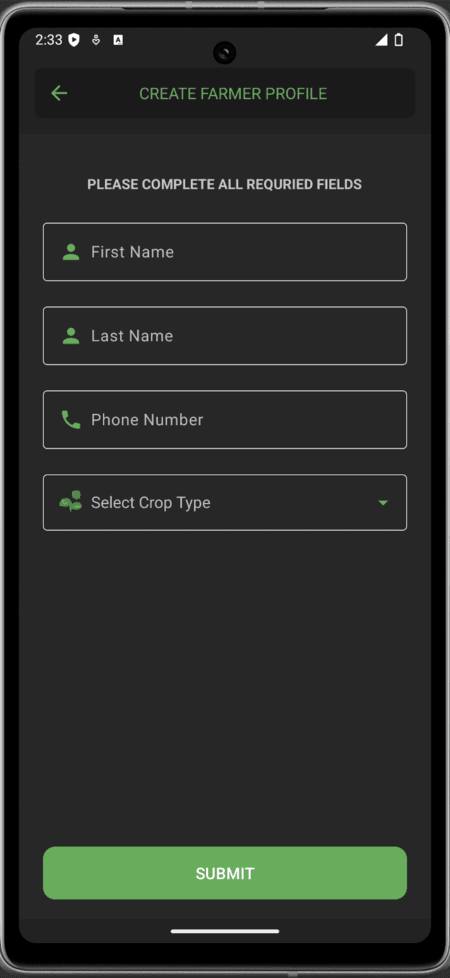 2:33
CREATE FARMER PROFILE
PLEASE COMPLETE ALL REQURIED FIELDS
First Name
Last Name
Phone Number
Select Crop Type
SUBMIT